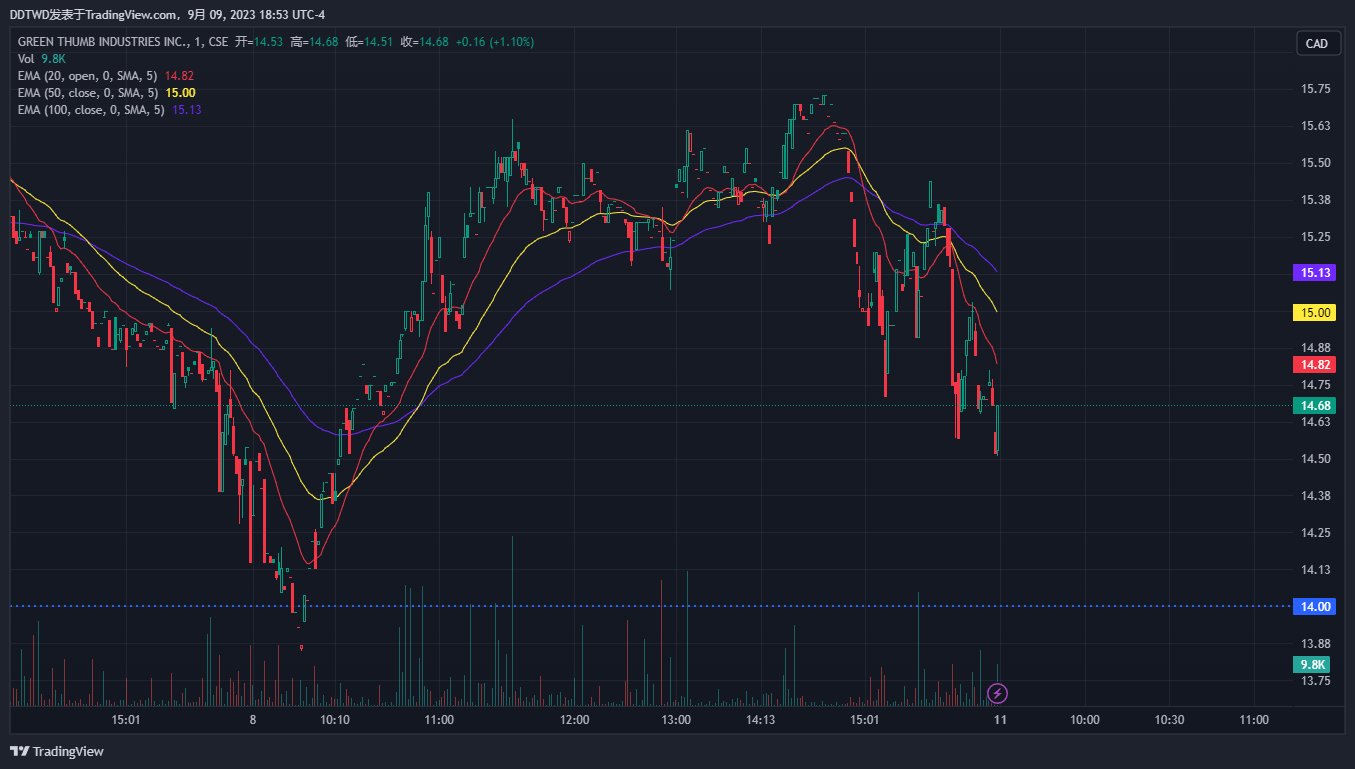 DDTWD发表于TradingView.com, 9月 09, 2023 18:53 UTC-4
GREEN THUMB INDUSTRIES INC., 1, CSE 开=14.53 高=14.68 低=14.51 收=14.68 +0.16 (+1.10%)
CAD
Vol 9.8K
EMA (20, open, 0, SMA, 5) 14.82
EMA (50, close, 0, SMA, 5) 15.00
EMA (100, close, 0, SMA, 5) 15.13
15.75
15.63
15.50
15.38
15.25
15.13
15.00
14.88
14.82
14.75
14.68
14.63
14.50
14.38
14.25
14.13
14.00
13.88
9.8K
13.75
15:01 8 10:10 11:00 12:00 13:00 14:13 15:01 11 10:00 10:30 11:00
TradingView